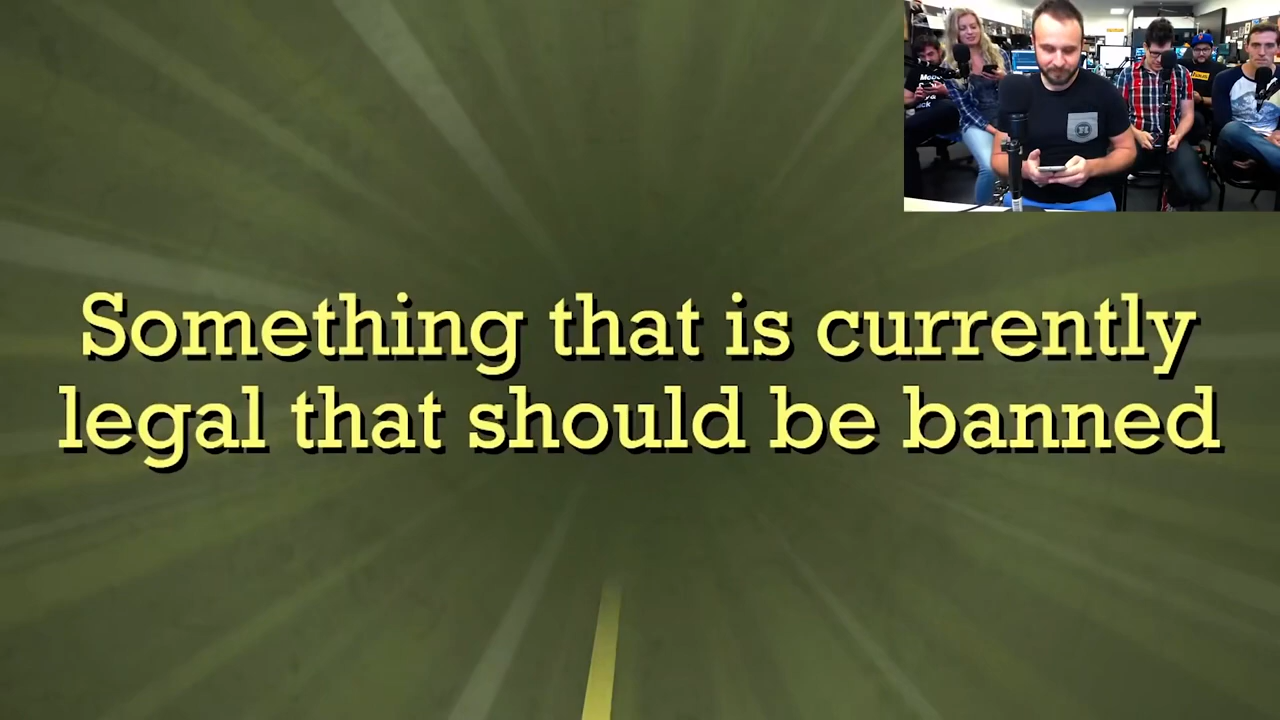 Something that is currently
legal that should be banned